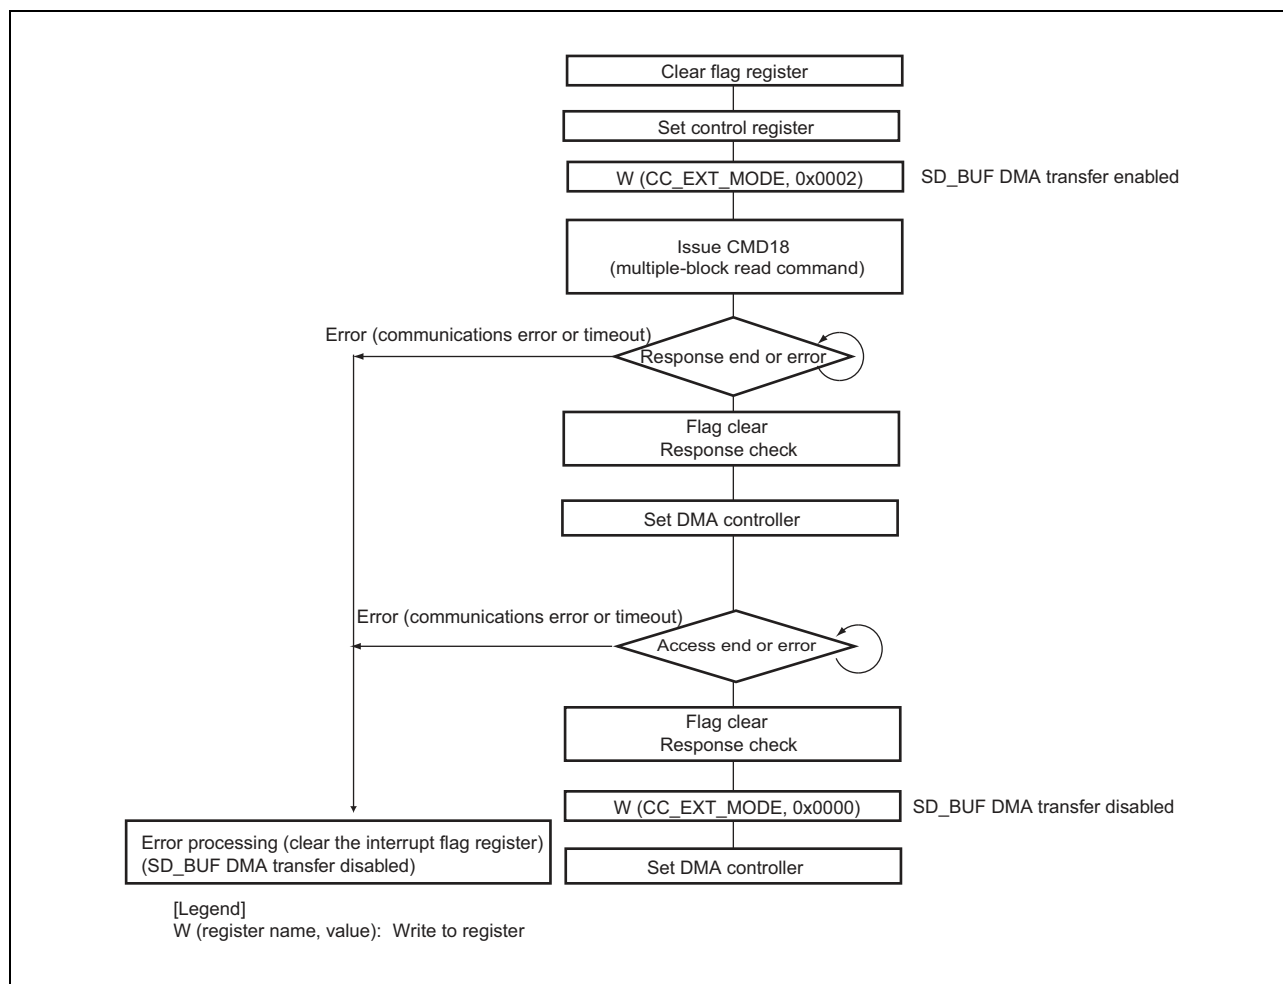 Clear flag register
Set control register
W (CC_EXT_MODE, 0x0002)
SD_BUF DMA transfer enabled
Issue CMD18
(multiple-block read command)
Error (communications error or timeout)
Response end or error
Flag clear
Response check
Set DMA controller
Error (communications error or timeout)
Access end or error
Flag clear
Response check
W (CC_EXT_MODE, 0x0000)
SD_BUF DMA transfer disabled
Error processing (clear the interrupt flag register)
(SD_BUF DMA transfer disabled)
Set DMA controller
[Legend]
W (register name, value): Write to register